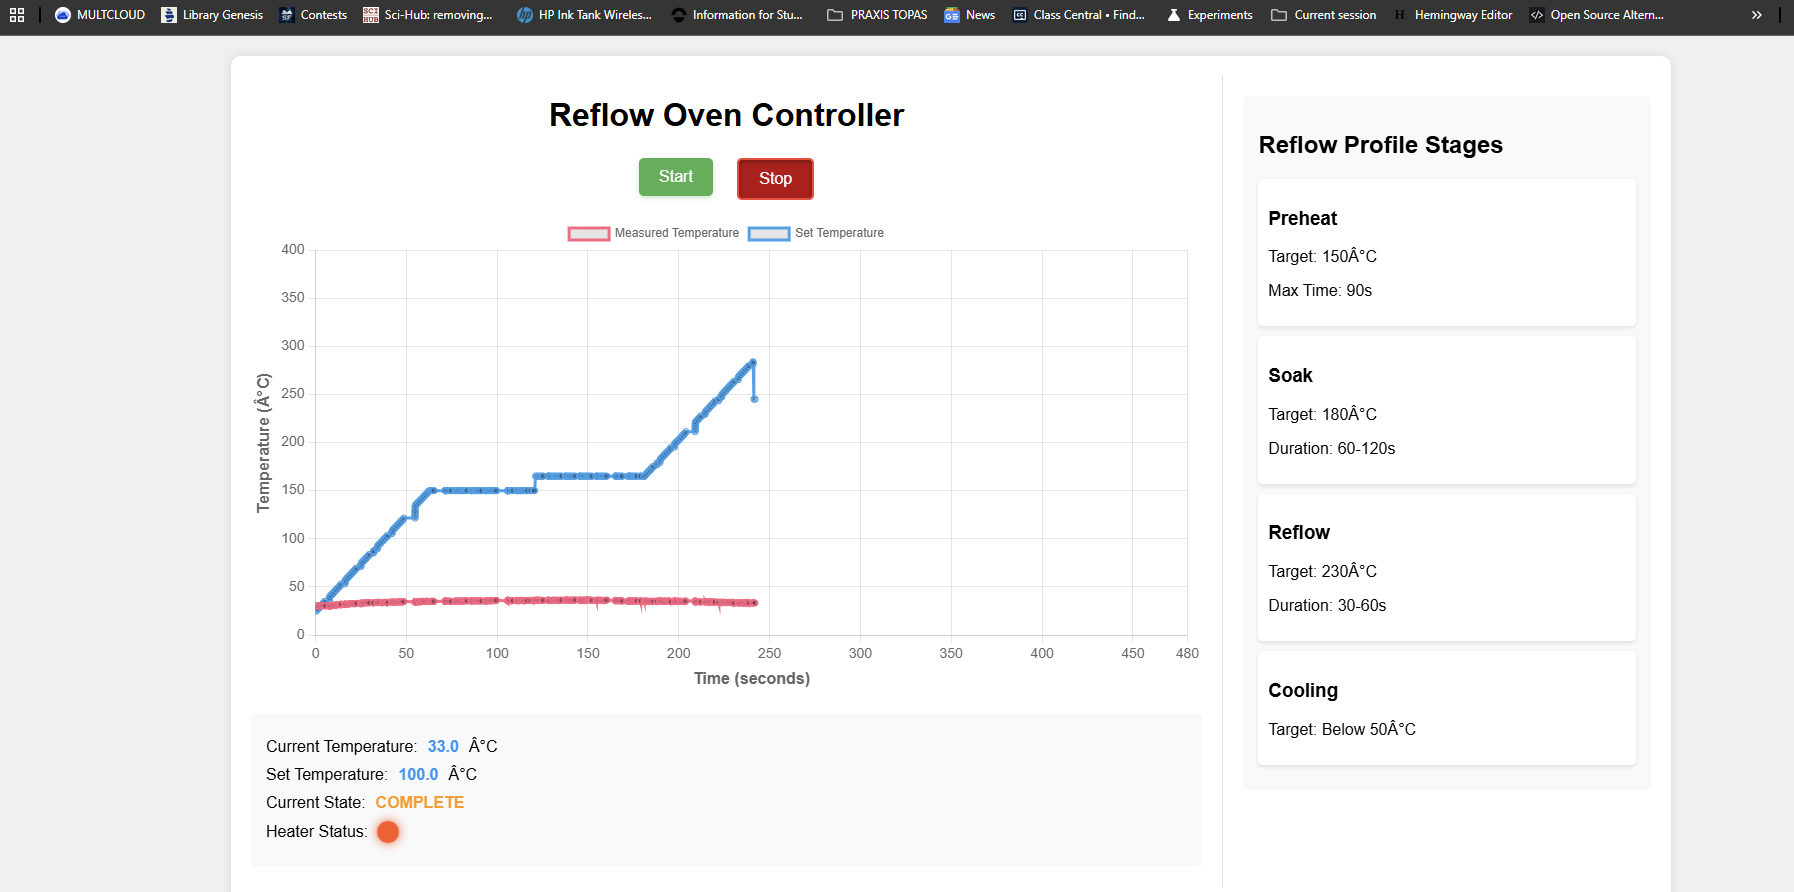 MULTCLOUD Library Genesis Contests Sci-Hub: removing... HP Ink Tank Wireles... Information for Stu... PRAXIS TOPAS News Class Central • Find... Experiments Current session Hemingway Editor Open Source Altern... »
Reflow Oven Controller
Start Stop
Measured Temperature Set Temperature
400
350
300
250
200
150
100
50
0
Temperature (Â°C)
0 50 100 150 200 250 300 350 400 450 480
Time (seconds)
Current Temperature: 33.0 Â°C
Set Temperature: 100.0 Â°C
Current State: COMPLETE
Heater Status:
Reflow Profile Stages
Preheat
Target: 150Â°C
Max Time: 90s
Soak
Target: 180Â°C
Duration: 60-120s
Reflow
Target: 230Â°C
Duration: 30-60s
Cooling
Target: Below 50Â°C